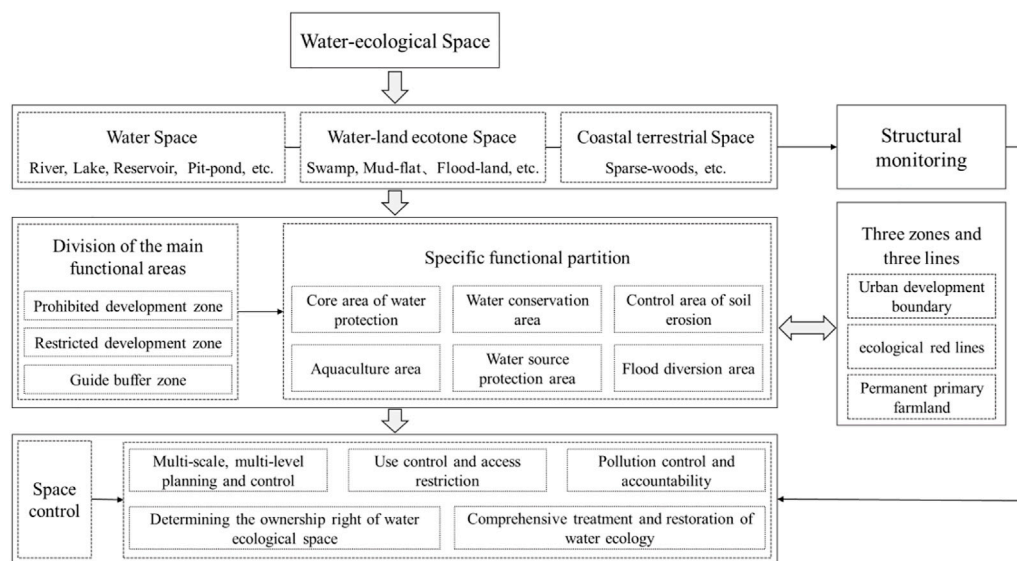 Water-ecological Space
Water Space
River, Lake, Reservoir, Pit-pond, etc.
Water-land ecotone Space
Swamp, Mud-flat、Flood-land, etc.
Coastal terrestrial Space
Sparse-woods, etc.
Structural
monitoring
Division of the main
functional areas
Prohibited development zone
Restricted development zone
Guide buffer zone
Specific functional partition
Core area of water
protection
Water conservation
area
Control area of soil
erosion
Aquaculture area
Water source
protection area
Flood diversion area
Three zones and
three lines
Urban development
boundary
ecological red lines
Permanent primary
farmland
Space
control
Multi-scale, multi-level
planning and control
Use control and access
restriction
Pollution control and
accountability
Determining the ownership right of water
ecological space
Comprehensive treatment and restoration of
water ecology